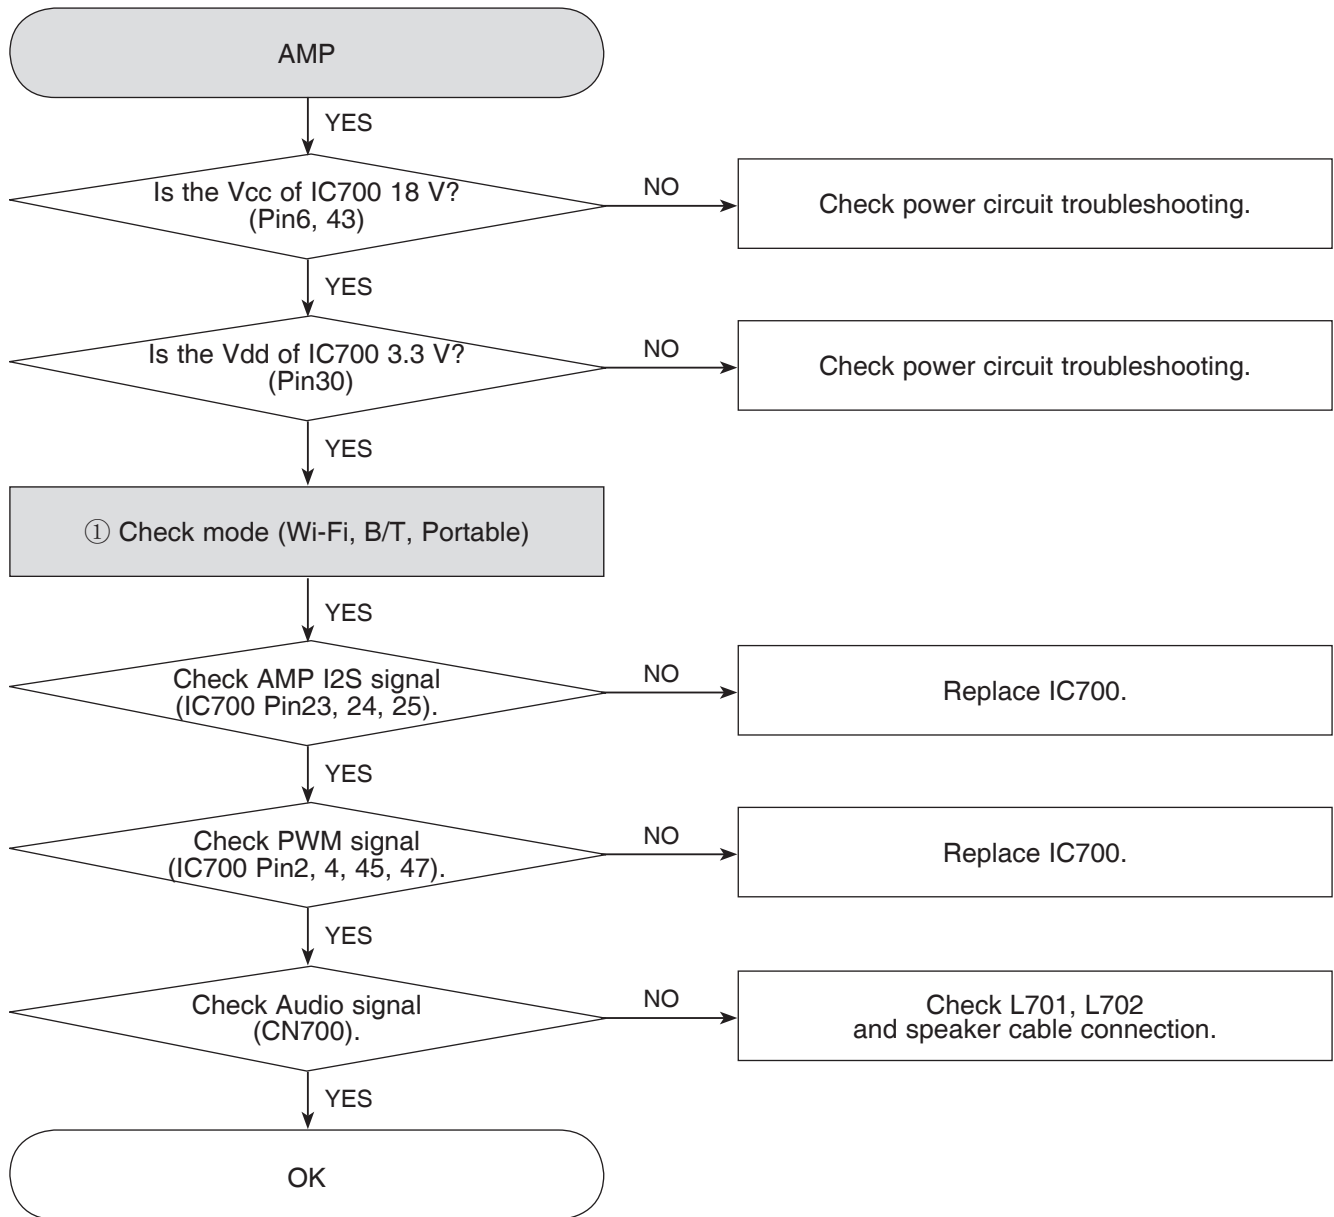 AMP
YES
Is the Vcc of IC700 18 V?
(Pin6, 43)
NO
Check power circuit troubleshooting.
YES
Is the Vdd of IC700 3.3 V?
(Pin30)
NO
Check power circuit troubleshooting.
YES
① Check mode (Wi-Fi, B/T, Portable)
YES
Check AMP I2S signal
(IC700 Pin23, 24, 25).
NO
Replace IC700.
YES
Check PWM signal
(IC700 Pin2, 4, 45, 47).
NO
Replace IC700.
YES
Check Audio signal
(CN700).
NO
Check L701, L702
and speaker cable connection.
YES
OK